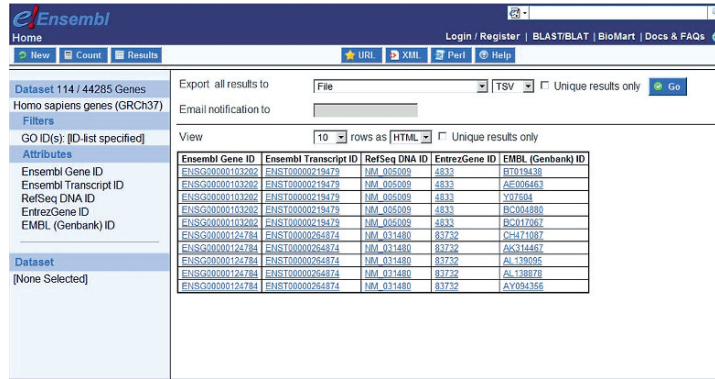 e!Ensembl
Home
Login / Register | BLAST/BLAT | BioMart | Docs & FAQs
New Count Results URL XML Perl Help
Dataset 114 / 44285 Genes
Homo sapiens genes (GRCh37)
Filters
GO ID(s): [ID-list specified]
Attributes
Ensembl Gene ID
Ensembl Transcript ID
RefSeq DNA ID
EntrezGene ID
EMBL (Genbank) ID
Dataset
[None Selected]
Export all results to File TSV Unique results only Go
Email notification to
View 10 rows as HTML Unique results only
Ensembl Gene ID Ensembl Transcript ID RefSeq DNA ID EntrezGene ID EMBL (Genbank) ID
ENSG00000103202 ENST00000219479 NM_005009 4833 BT019438
ENSG00000103202 ENST00000219479 NM_005009 4833 AE006463
ENSG00000103202 ENST00000219479 NM_005009 4833 Y07604
ENSG00000103202 ENST00000219479 NM_005009 4833 BC004880
ENSG00000103202 ENST00000219479 NM_005009 4833 BC017067
ENSG00000124784 ENST00000264874 NM_031480 83732 CH471087
ENSG00000124784 ENST00000264874 NM_031480 83732 AK314467
ENSG00000124784 ENST00000264874 NM_031480 83732 AL139095
ENSG00000124784 ENST00000264874 NM_031480 83732 AL138878
ENSG00000124784 ENST00000264874 NM_031480 83732 AY094356